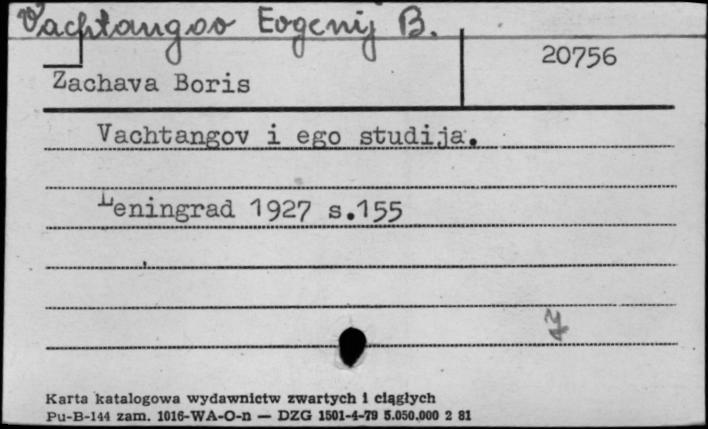 Vachtangov Evgenij B.
20756
Zachava Boris
Vachtangov i ego studija.
Leningrad 1927 s.155
Karta katalogowa wydawnictw zwartych i ciągłych
Pu-B-144 zam. 1016-WA-O-n — DZG 1501-4-79 5.050.000 2 81